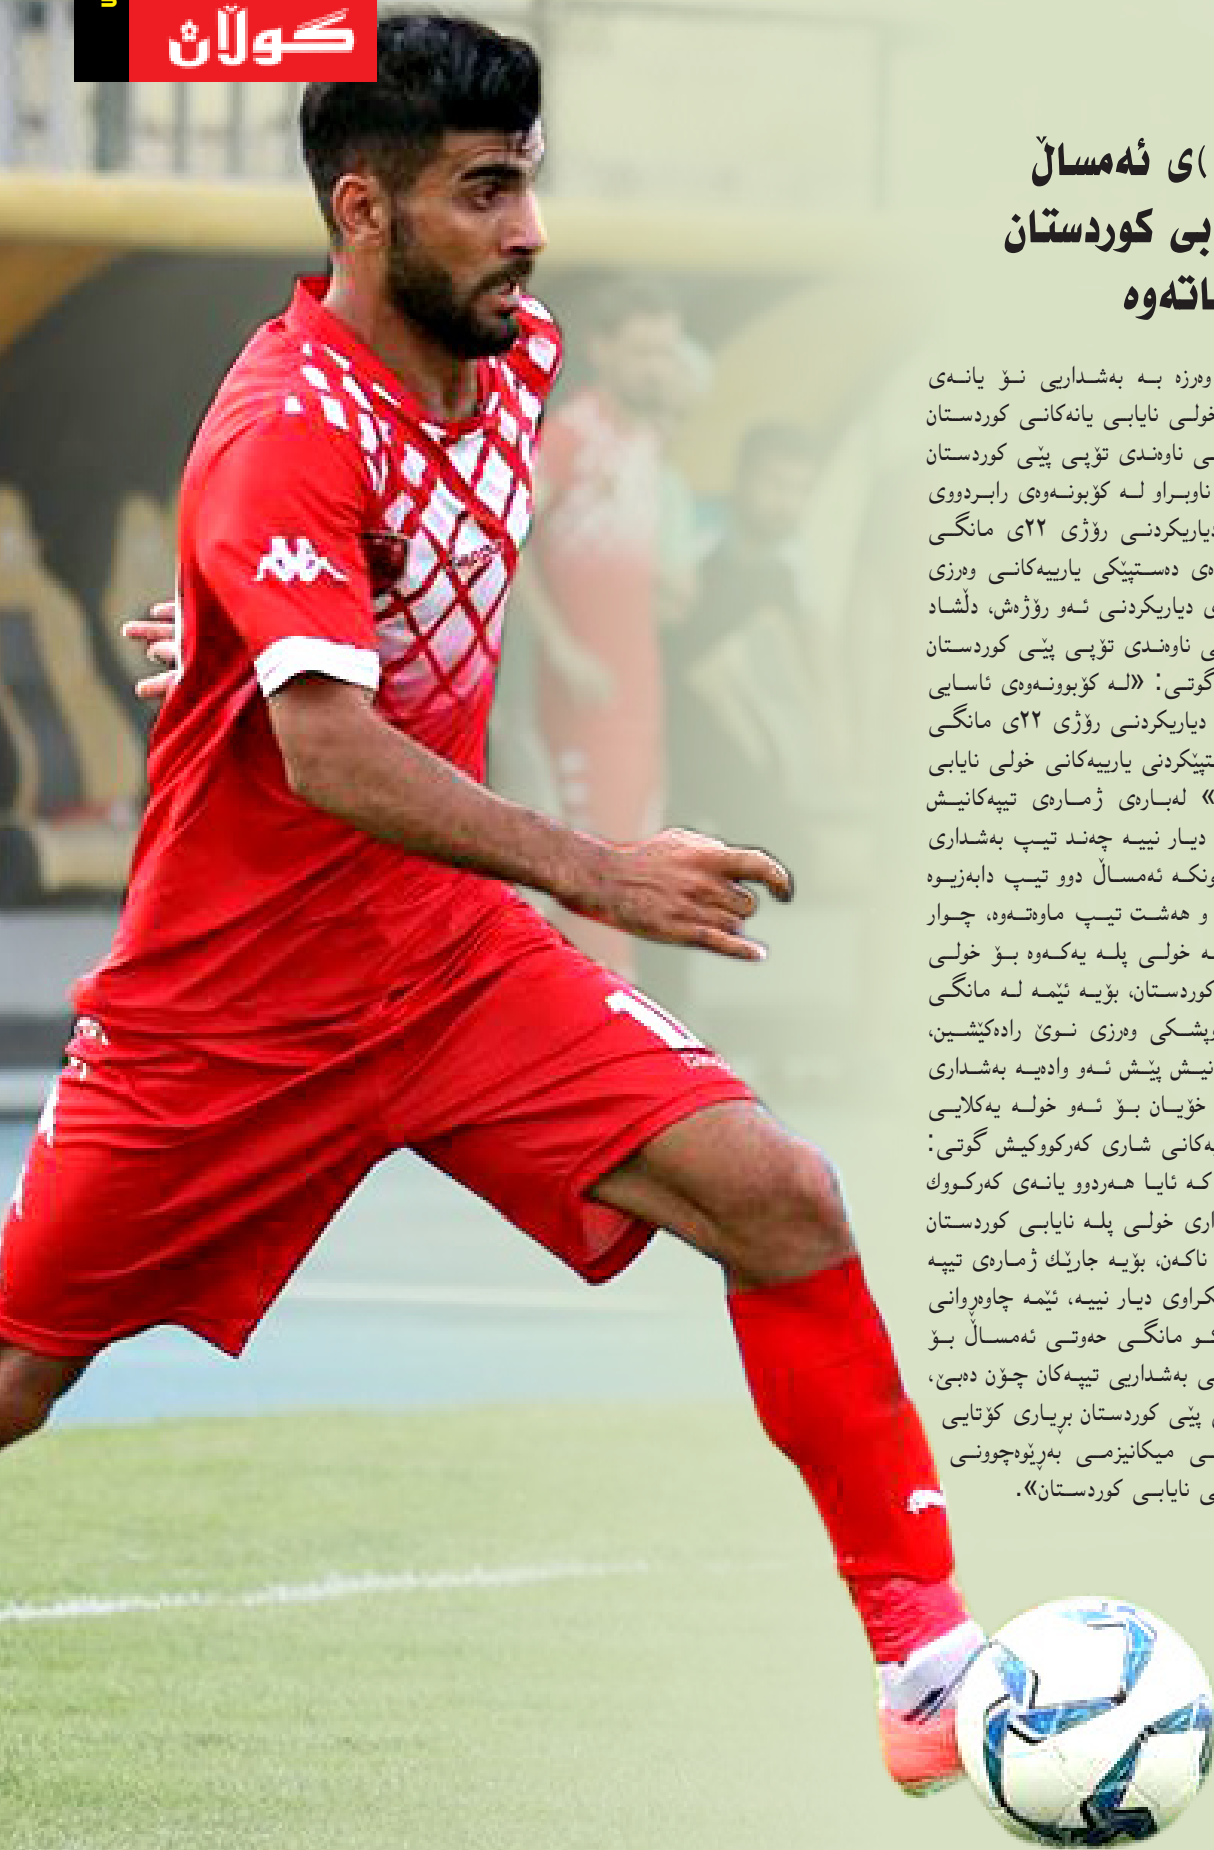 گوڵان
)ی ئەمساڵ
بی کوردستان
اتەوە
وەرزە بە بەشداریی نۆ یانەی
خولی نایابی یانەکانی کوردستان
ی ناوەندی تۆپی پێی کوردستان
ناوبراو لە کۆبونەوەی رابردووی
دیاریکردنی رۆژی ٢٢ی مانگی
ەی دەستپێکی یارییەکانی وەرزی
ی دیاریکردنی ئەو رۆژەش، دڵشاد
ی ناوەندی تۆپی پێی کوردستان
گوتی: «لە کۆبوونەوەی ئاسایی
دیاریکردنی رۆژی ٢٢ی مانگی
ستپێکردنی یارییەکانی خولی نایابی
» لەبارەی ژمارەی تیپەکانیش
دیار نییە چەند تیپ بەشداری
ونکە ئەمساڵ دوو تیپ دابەزیوە
و هەشت تیپ ماوەتەوە، چوار
ـە خولی پلە یەکەوە بۆ خولی
کوردستان، بۆیە ئێمە لە مانگی
وپشکی وەرزی نوێ رادەکێشین،
نیش پێش ئەو وادەیە بەشداری
خۆیان بۆ ئەو خولە یەکلایی
یەکانی شاری کەرکووکیش گوتی:
کە ئایا هەردوو یانەی کەرکووك
اری خولی پلە نایابی کوردستان
ناکەن، بۆیە جارێك ژمارەی تیپە
ـکراوی دیار نییە، ئێمە چاوەڕوانی
ـکو مانگی حەوتی ئەمساڵ بۆ
ی بەشداریی تیپەکان چۆن دەبێ،
ی پێی کوردستان بڕیاری کۆتایی
ی میکانیزمی بەڕێوەچوونی
ی نایابی کوردستان».